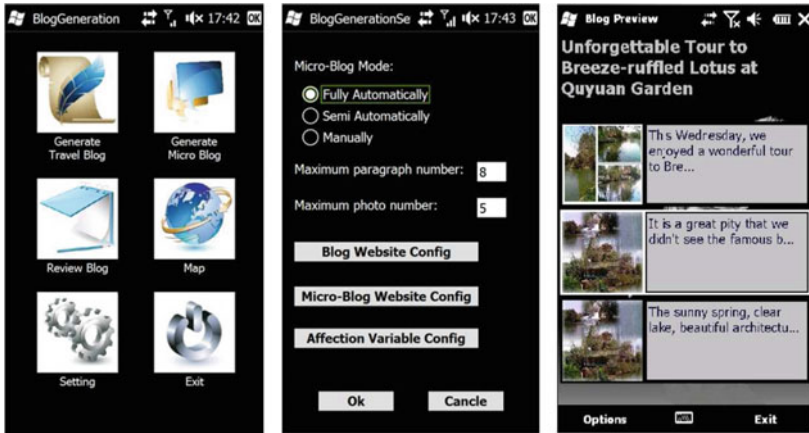 BlogGeneration
17:42 OK
Generate
Travel Blog
Generate
Micro Blog
Review Blog
Map
Setting
Exit
BlogGenerationSe
17:43 OK
Micro-Blog Mode:
Fully Automatically
Semi Automatically
Manually
Maximum paragraph number: 8
Maximum photo number: 5
Blog Website Config
Micro-Blog Website Config
Affection Variable Config
Ok
Cancle
Blog Preview
Unforgettable Tour to
Breeze-ruffled Lotus at
Quyuan Garden
This Wednesday, we
enjoyed a wonderful tour
to Bre...
It is a great pity that we
didn't see the famous b...
The sunny spring, clear
lake, beautiful architectu...
Options
Exit